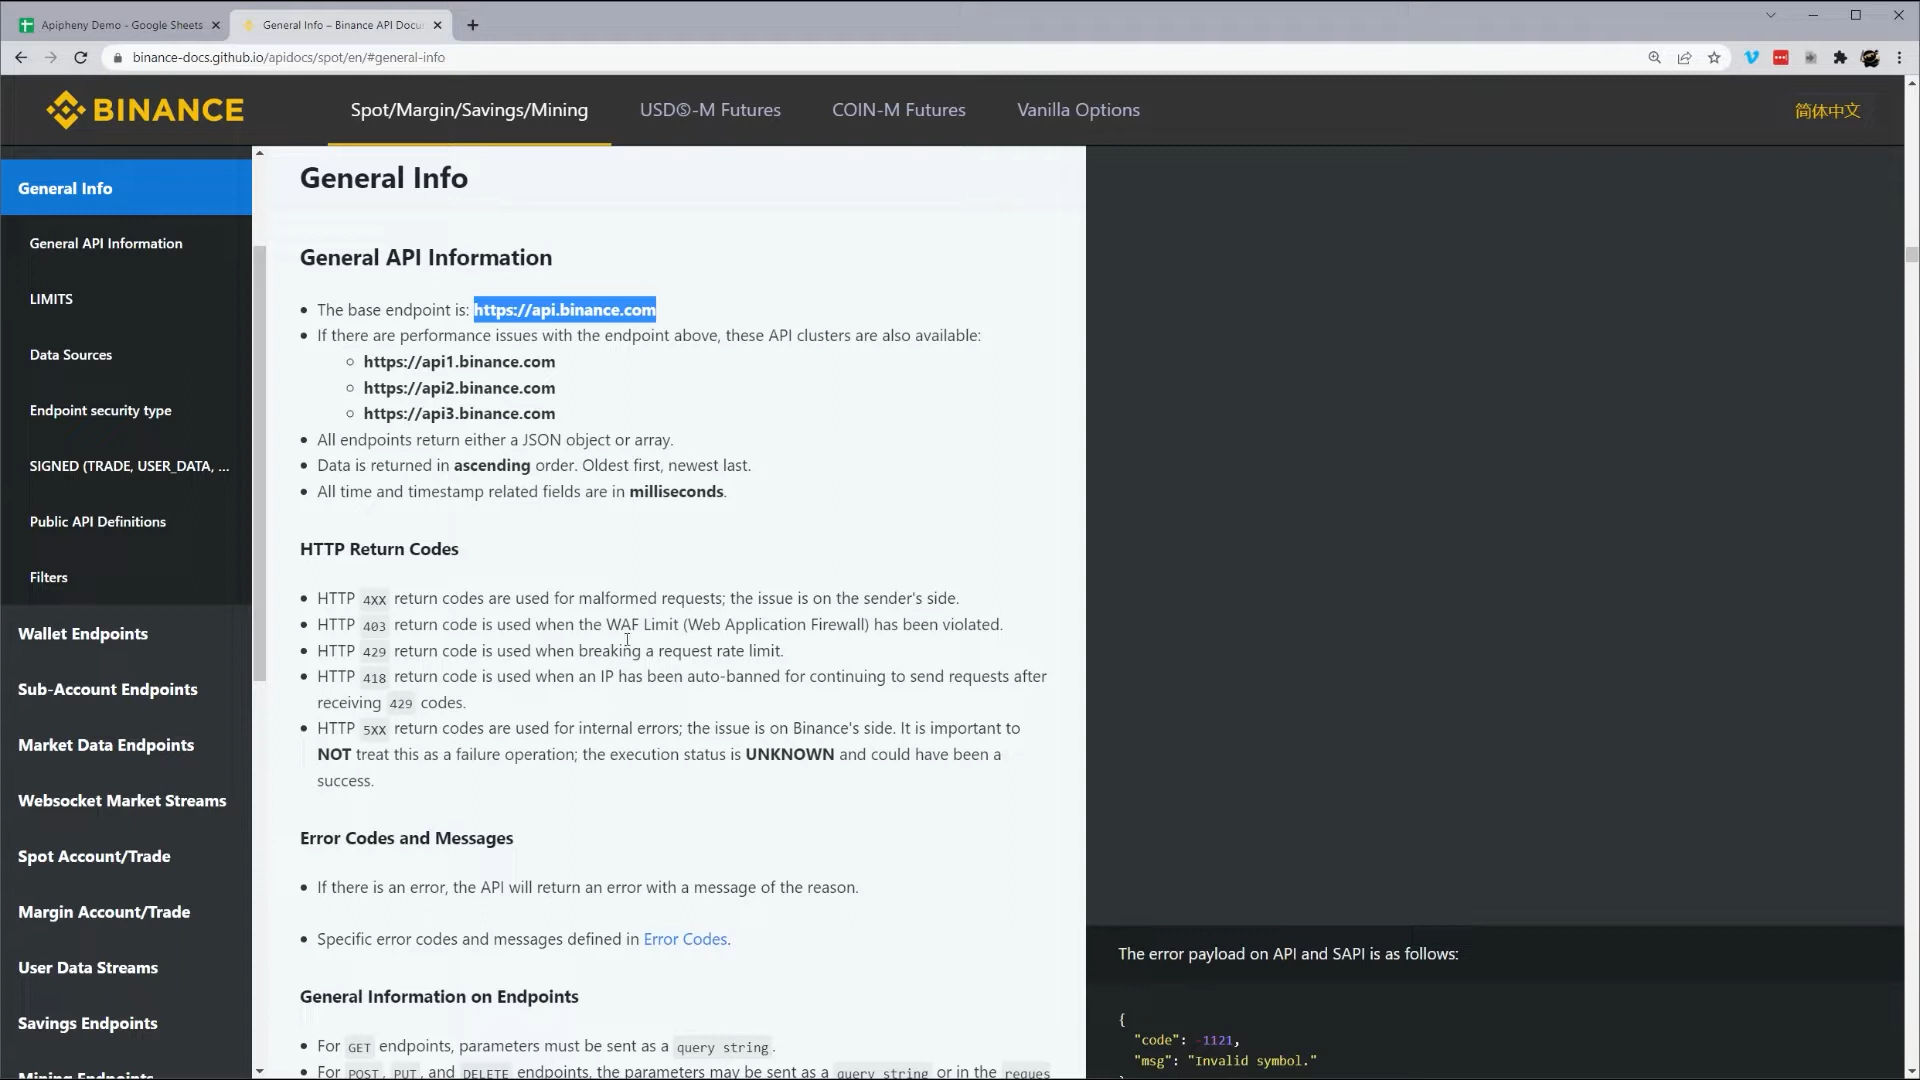 Apipheny Demo - Google Sheets
General Info – Binance API Docu
binance-docs.github.io/apidocs/spot/en/#general-info
BINANCE
Spot/Margin/Savings/Mining
USDⓈ-M Futures
COIN-M Futures
Vanilla Options
简体中文
General Info
General API Information
LIMITS
Data Sources
Endpoint security type
SIGNED (TRADE, USER_DATA, ...
Public API Definitions
Filters
Wallet Endpoints
Sub-Account Endpoints
Market Data Endpoints
Websocket Market Streams
Spot Account/Trade
Margin Account/Trade
User Data Streams
Savings Endpoints
Mining Endpoints
General Info
General API Information
• The base endpoint is: https://api.binance.com
• If there are performance issues with the endpoint above, these API clusters are also available:
◦ https://api1.binance.com
◦ https://api2.binance.com
◦ https://api3.binance.com
• All endpoints return either a JSON object or array.
• Data is returned in ascending order. Oldest first, newest last.
• All time and timestamp related fields are in milliseconds.
HTTP Return Codes
• HTTP 4XX return codes are used for malformed requests; the issue is on the sender's side.
• HTTP 403 return code is used when the WAF Limit (Web Application Firewall) has been violated.
• HTTP 429 return code is used when breaking a request rate limit.
• HTTP 418 return code is used when an IP has been auto-banned for continuing to send requests after
receiving 429 codes.
• HTTP 5XX return codes are used for internal errors; the issue is on Binance's side. It is important to
NOT treat this as a failure operation; the execution status is UNKNOWN and could have been a
success.
Error Codes and Messages
• If there is an error, the API will return an error with a message of the reason.
• Specific error codes and messages defined in Error Codes.
General Information on Endpoints
• For GET endpoints, parameters must be sent as a query string.
• For POST, PUT, and DELETE endpoints, the parameters may be sent as a query string or in the reques
The error payload on API and SAPI is as follows:
{
"code": -1121,
"msg": "Invalid symbol."